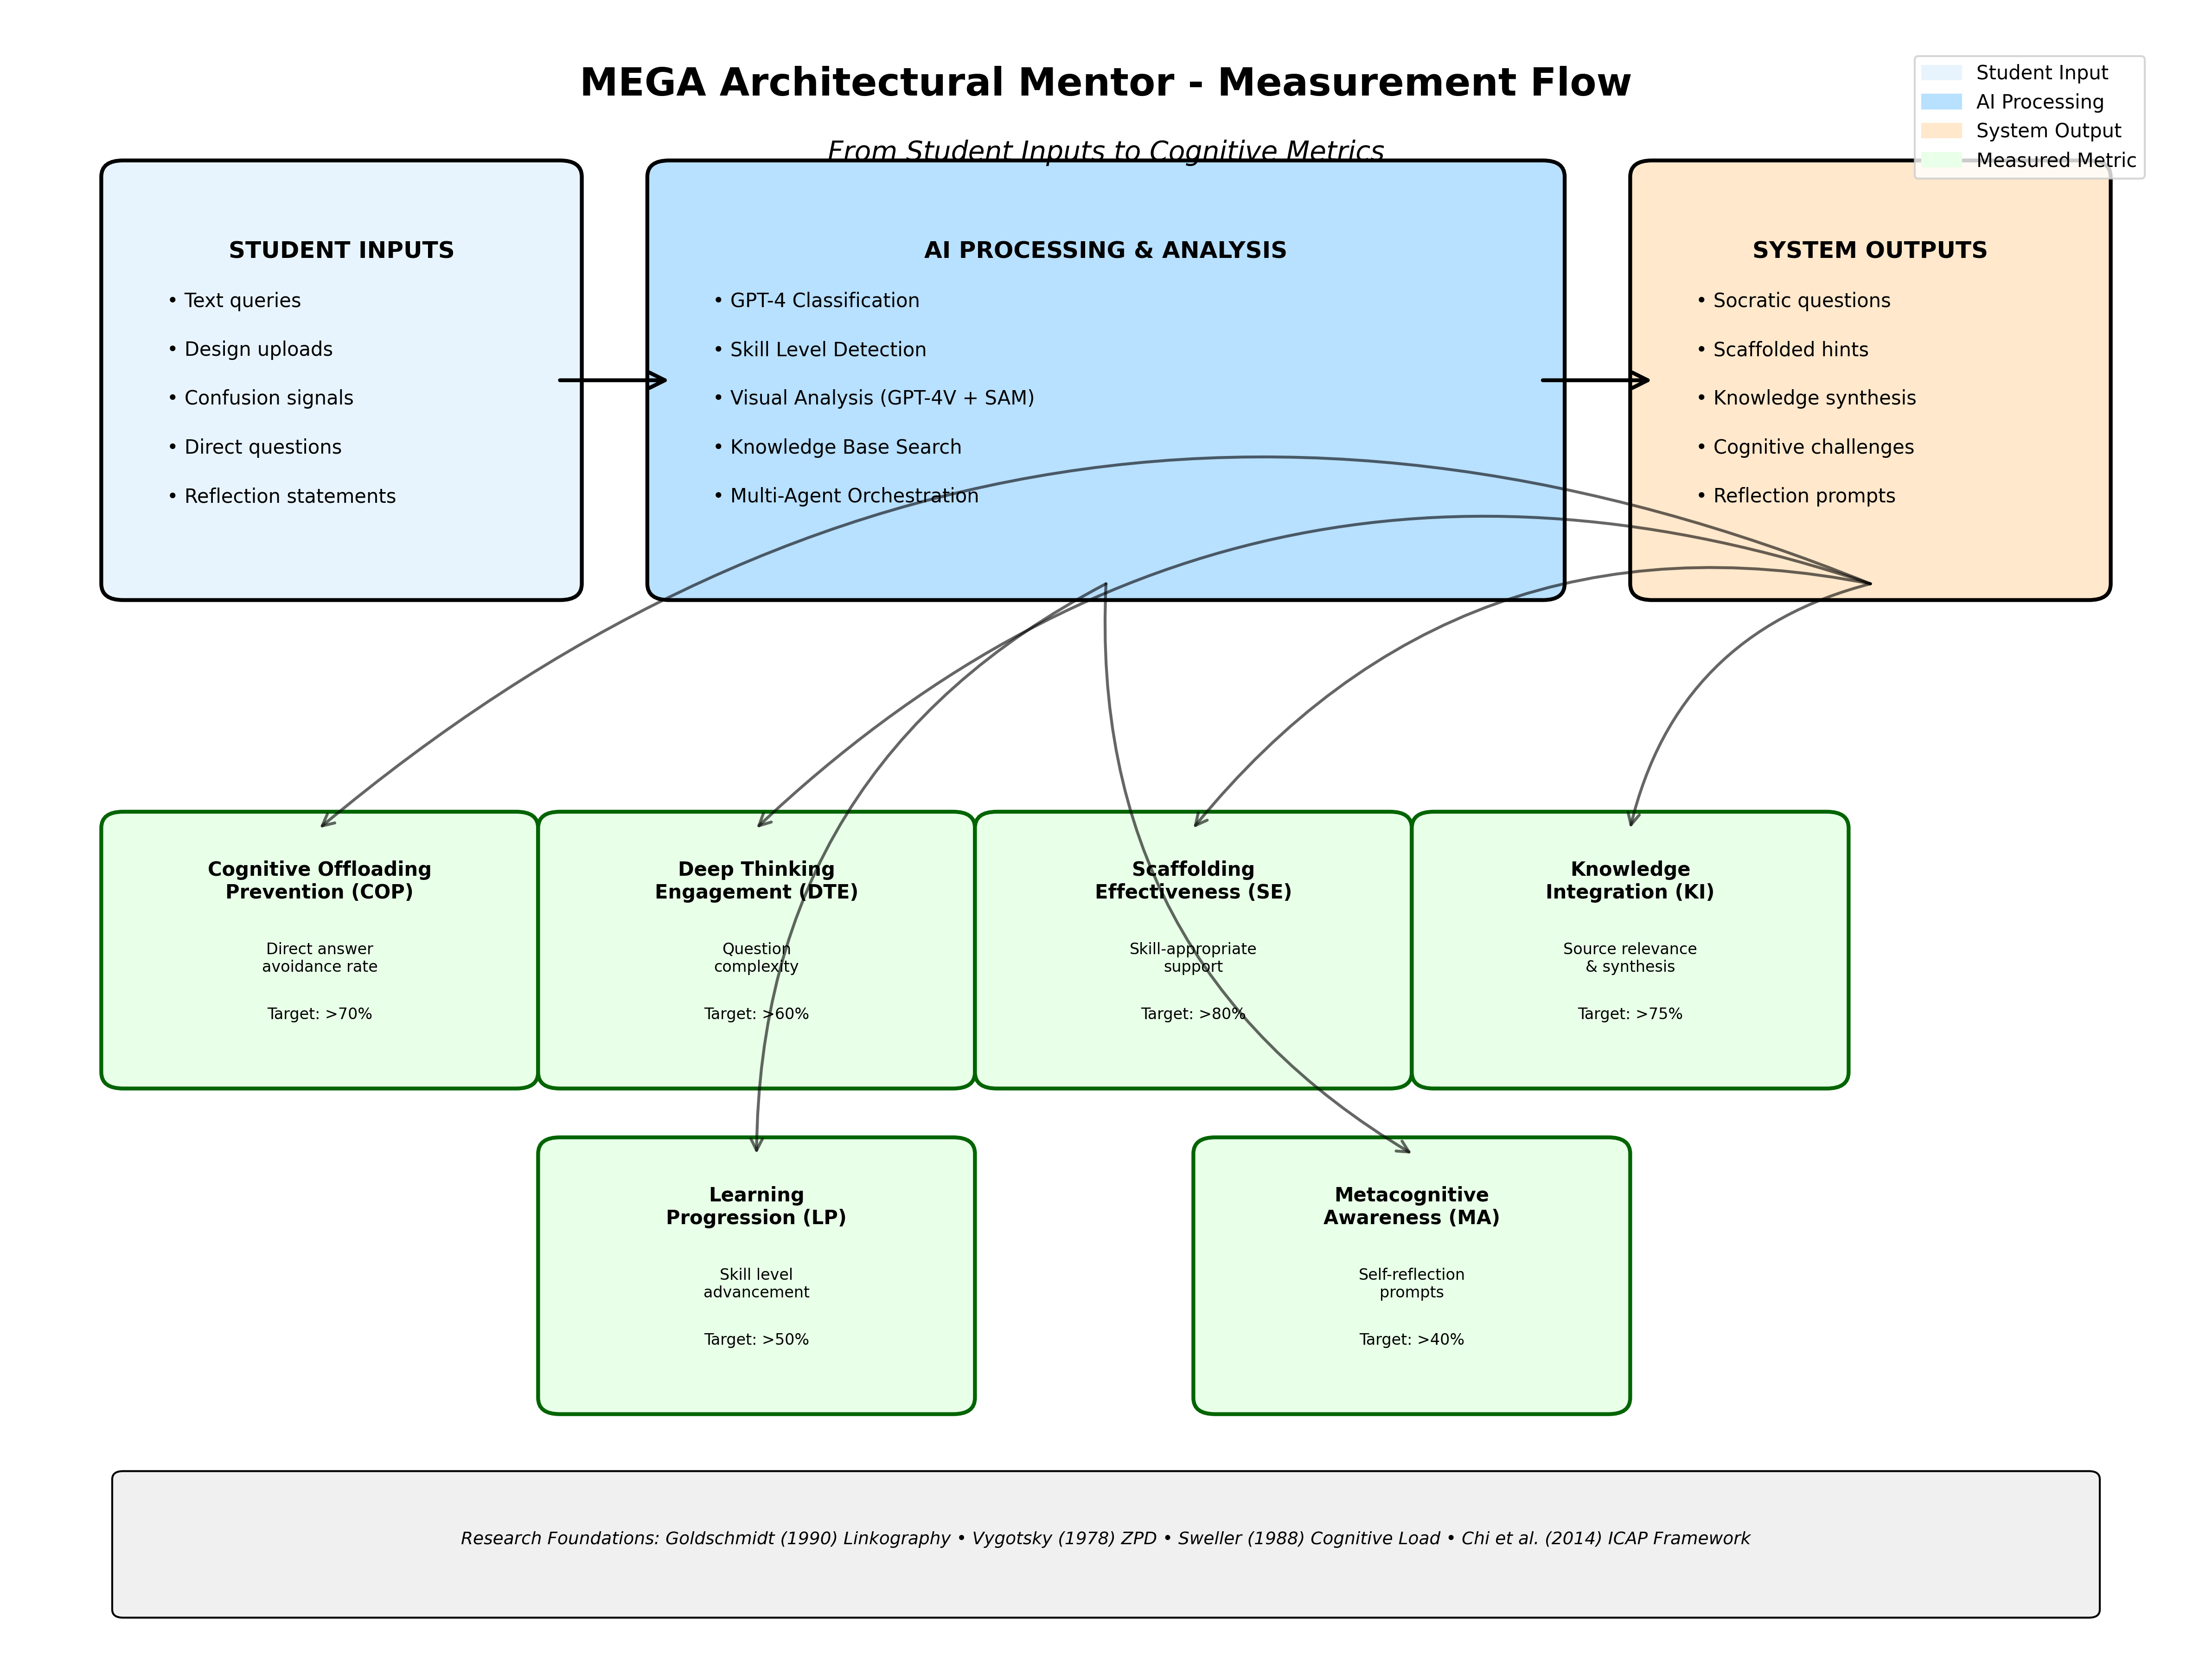 MEGA Architectural Mentor - Measurement Flow
From Student Inputs to Cognitive Metrics
Student Input
AI Processing
System Output
Measured Metric
STUDENT INPUTS
• Text queries
• Design uploads
• Confusion signals
• Direct questions
• Reflection statements
AI PROCESSING & ANALYSIS
• GPT-4 Classification
• Skill Level Detection
• Visual Analysis (GPT-4V + SAM)
• Knowledge Base Search
• Multi-Agent Orchestration
SYSTEM OUTPUTS
• Socratic questions
• Scaffolded hints
• Knowledge synthesis
• Cognitive challenges
• Reflection prompts
Cognitive Offloading
Prevention (COP)
Direct answer
avoidance rate
Target: >70%
Deep Thinking
Engagement (DTE)
Question
complexity
Target: >60%
Scaffolding
Effectiveness (SE)
Skill-appropriate
support
Target: >80%
Knowledge
Integration (KI)
Source relevance
& synthesis
Target: >75%
Learning
Progression (LP)
Skill level
advancement
Target: >50%
Metacognitive
Awareness (MA)
Self-reflection
prompts
Target: >40%
Research Foundations: Goldschmidt (1990) Linkography • Vygotsky (1978) ZPD • Sweller (1988) Cognitive Load • Chi et al. (2014) ICAP Framework